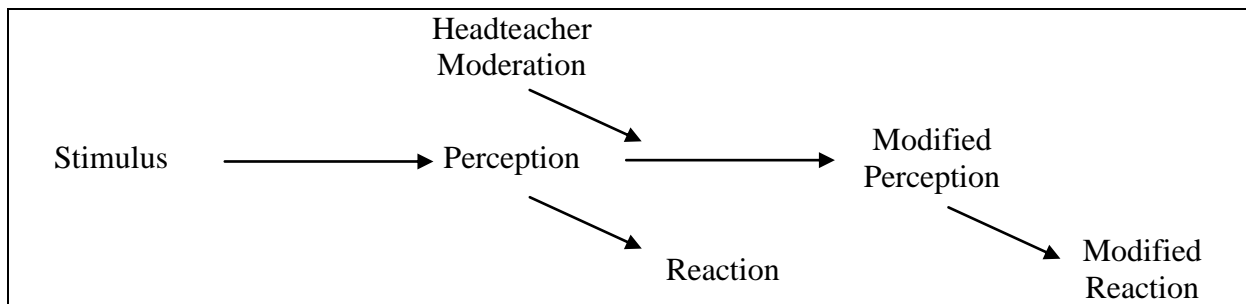 Headteacher
Moderation
Stimulus
Perception
Modified
Perception
Reaction
Modified
Reaction